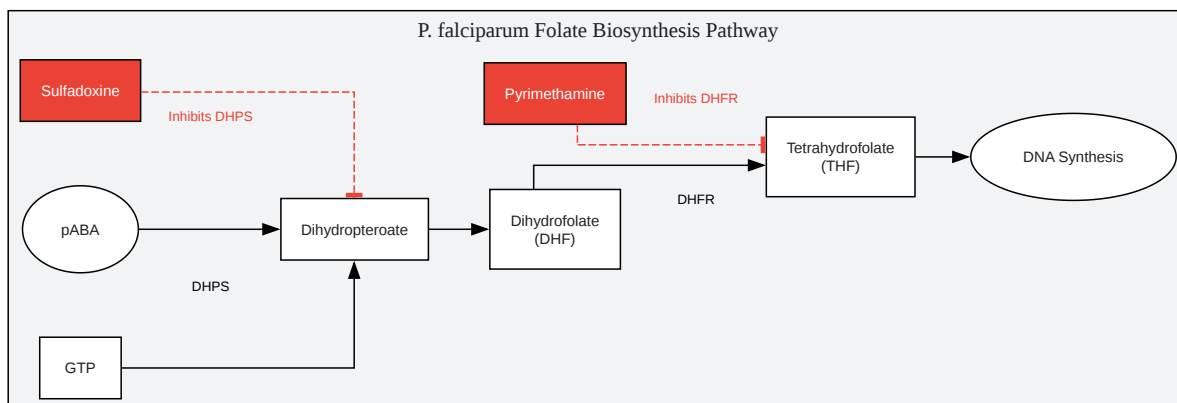 P. falciparum Folate Biosynthesis Pathway
Sulfadoxine
Inhibits DHPS
Pyrimethamine
Inhibits DHFR
Tetrahydrofolate
(THF)
DNA Synthesis
pABA
Dihydropteroate
Dihydrofolate
(DHF)
DHFR
DHPS
GTP